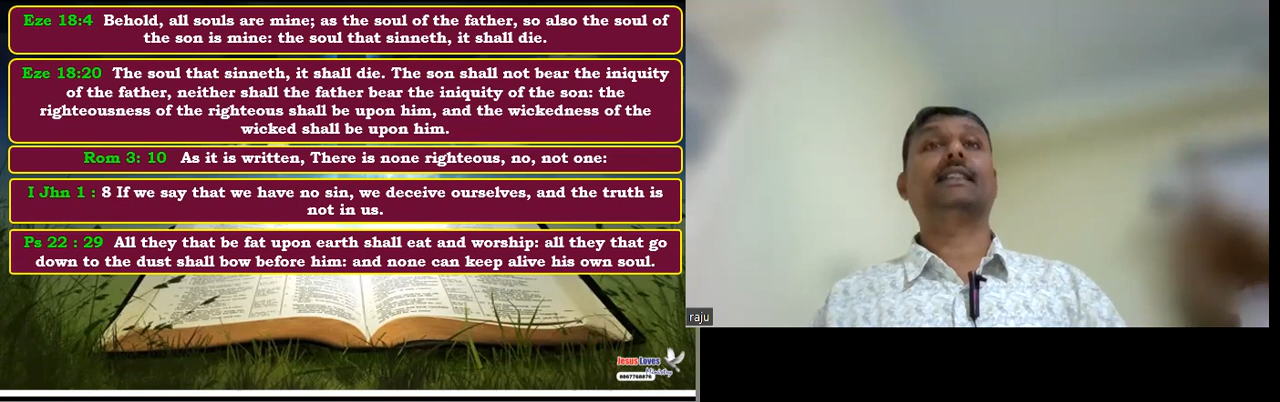 Eze 18:4 Behold, all souls are mine; as the soul of the father, so also the soul of
the son is mine: the soul that sinneth, it shall die.
Eze 18:20 The soul that sinneth, it shall die. The son shall not bear the iniquity
of the father, neither shall the father bear the iniquity of the son: the
righteousness of the righteous shall be upon him, and the wickedness of the
wicked shall be upon him.
Rom 3: 10 As it is written, There is none righteous, no, not one:
I Jhn 1 : 8 If we say that we have no sin, we deceive ourselves, and the truth is
not in us.
Ps 22 : 29 All they that be fat upon earth shall eat and worship: all they that go
down to the dust shall bow before him: and none can keep alive his own soul.
raju
Jesus Loves
Ministry